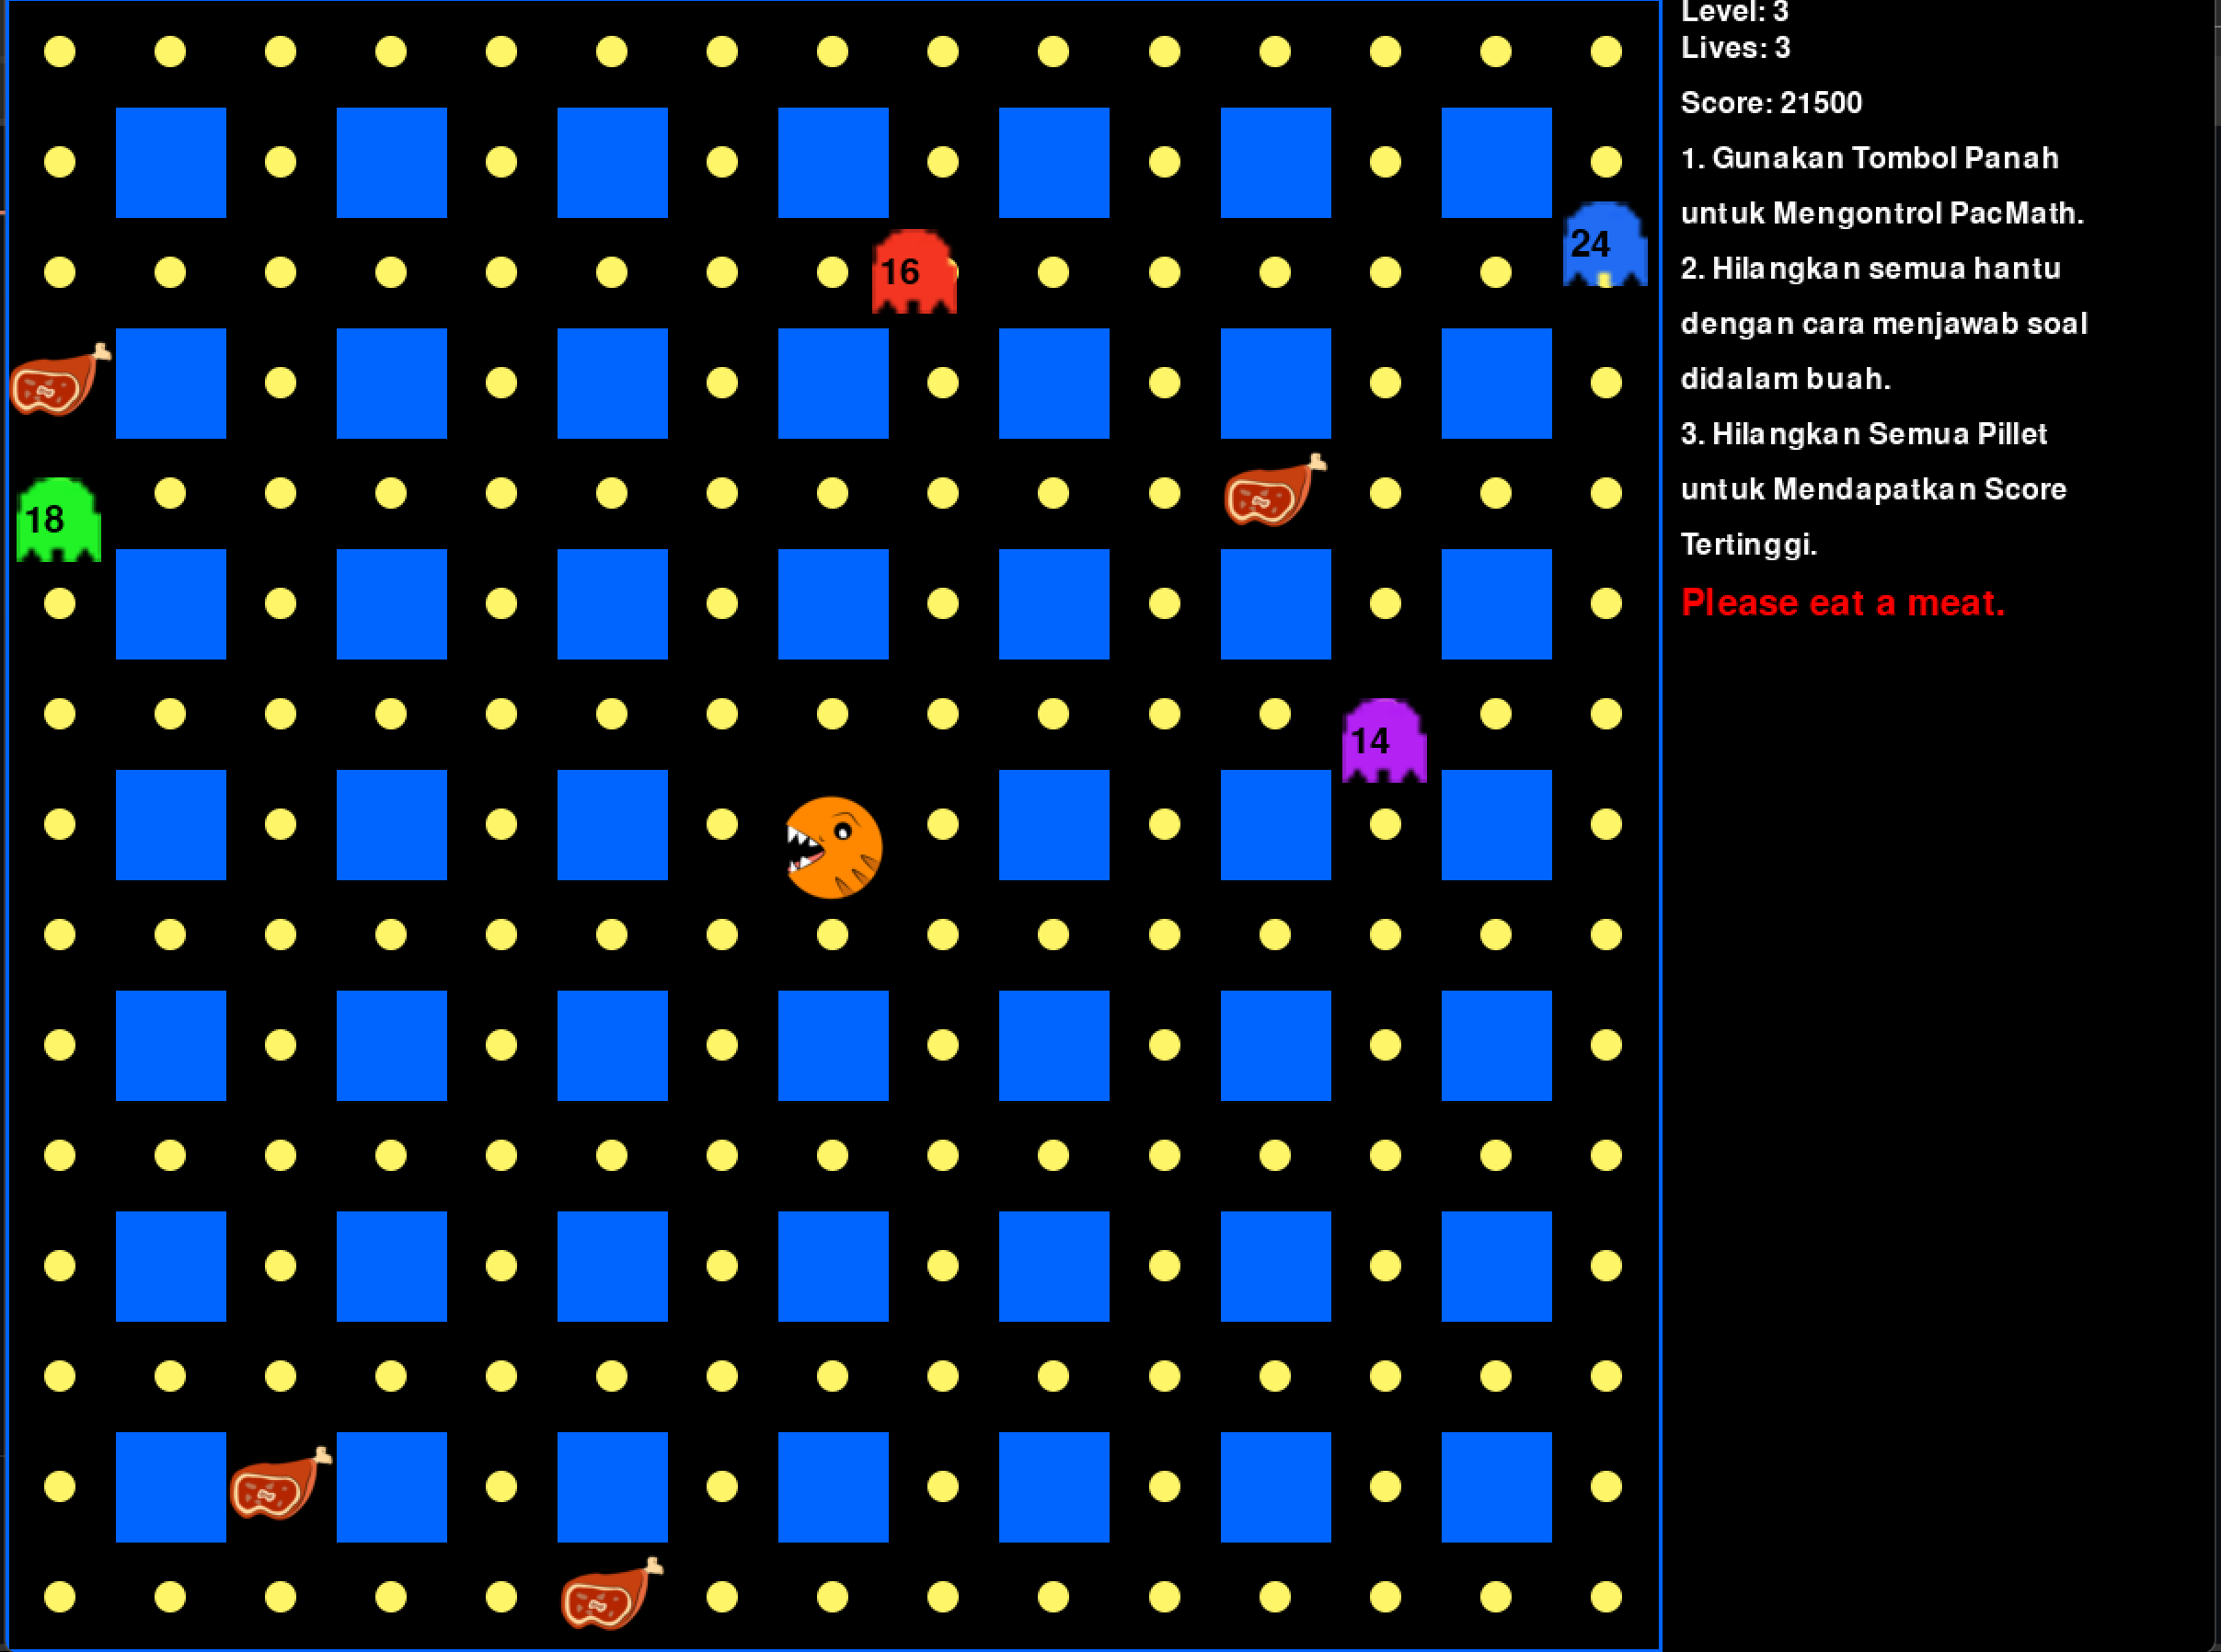 Level: 3
Lives: 3
Score: 21500
1. Gunakan Tombol Panah
untuk Mengontrol PacMath.
24
16
2. Hilangkan semua hantu
dengan cara menjawab soal
didalam buah.
3. Hilangkan Semua Pillet
untuk Mendapatkan Score
18
Tertinggi.
Please eat a meat.
14